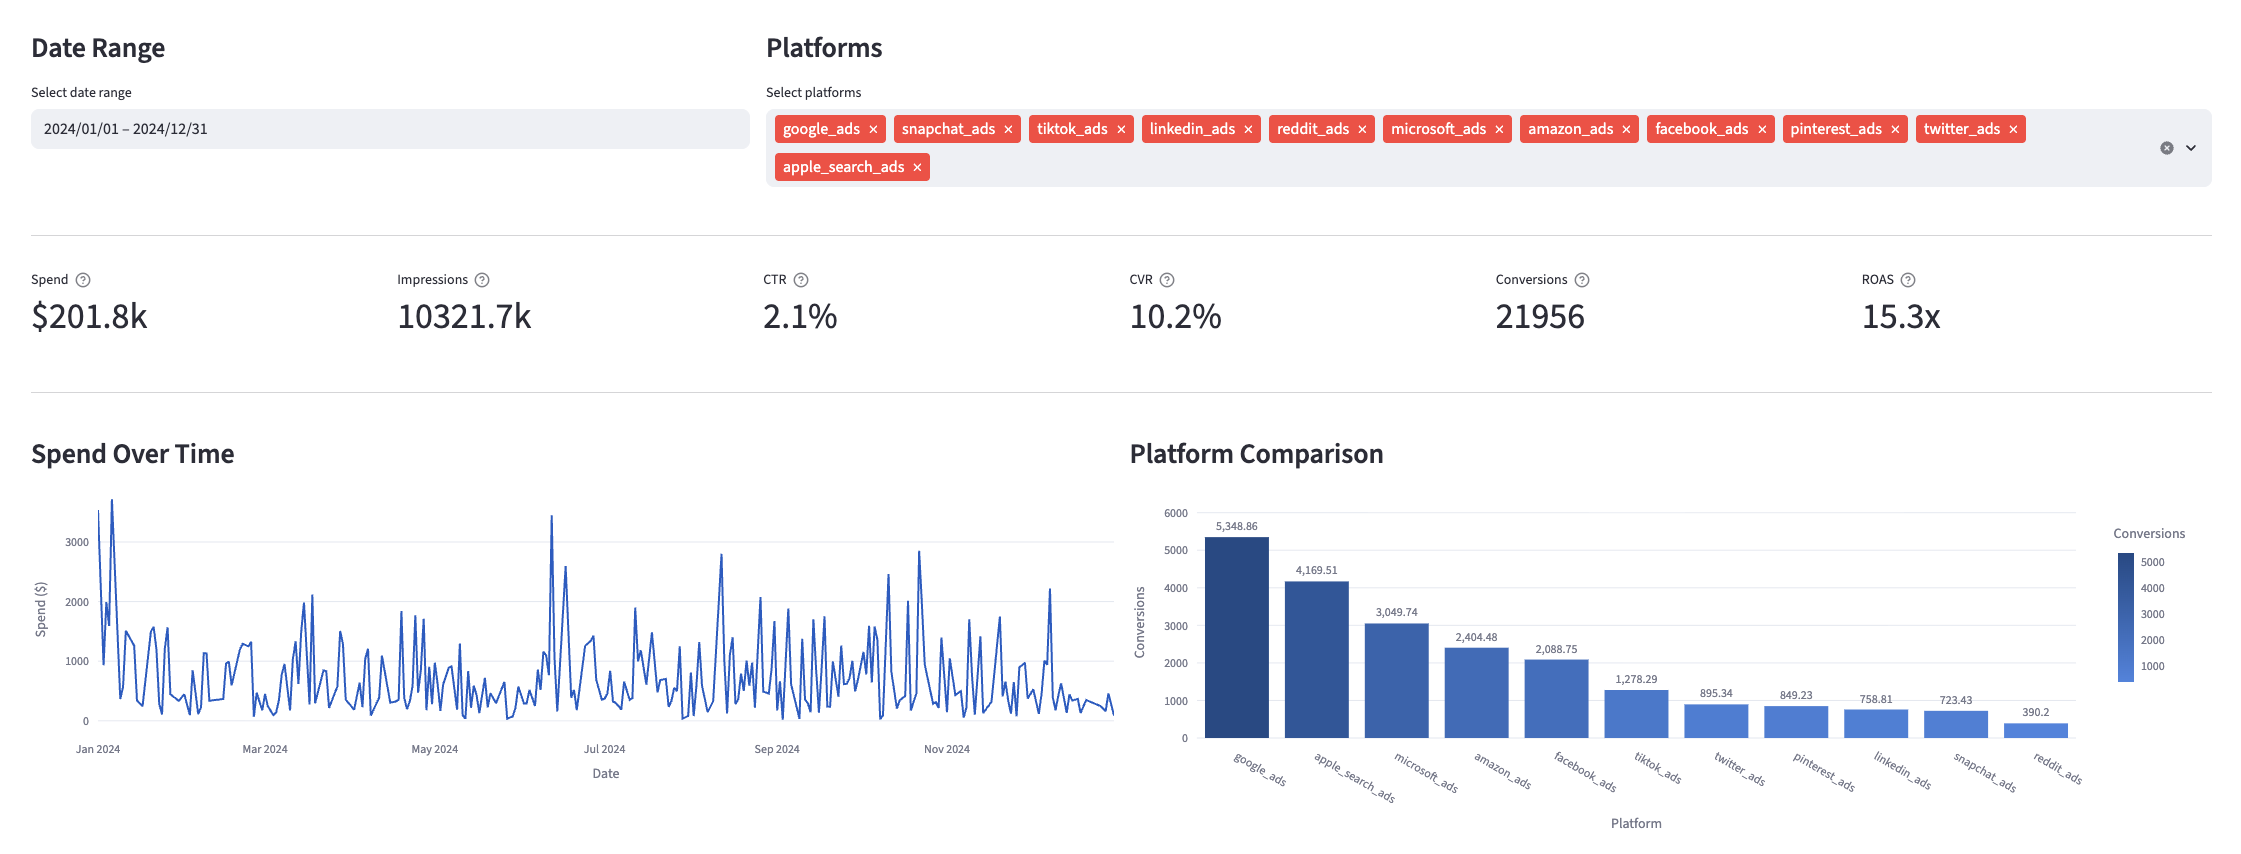 Date Range
Select date range
2024/01/01 – 2024/12/31
Platforms
Select platforms
google_ads × snapchat_ads × tiktok_ads × linkedin_ads × reddit_ads × microsoft_ads × amazon_ads × facebook_ads × pinterest_ads × twitter_ads ×
apple_search_ads ×
Spend ?
$201.8k
Impressions ?
10321.7k
CTR ?
2.1%
CVR ?
10.2%
Conversions ?
21956
ROAS ?
15.3x
Spend Over Time
Spend ($)
3000
2000
1000
0
Jan 2024 Mar 2024 May 2024 Jul 2024 Sep 2024 Nov 2024
Date
Platform Comparison
Conversions
6000
5000
4000
3000
2000
1000
0
5,348.86
4,169.51
3,049.74
2,404.48
2,088.75
1,278.29
895.34
849.23
758.81
723.43
390.2
google_ads
apple_search_ads
microsoft_ads
amazon_ads
facebook_ads
tiktok_ads
twitter_ads
pinterest_ads
linkedin_ads
snapchat_ads
reddit_ads
Platform
Conversions
5000
4000
3000
2000
1000